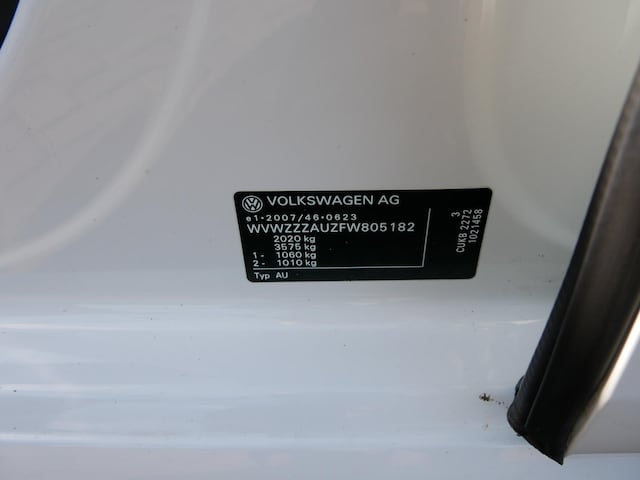 VOLKSWAGEN AG
e1*2007/46*0623
WVWZZZAUZFW805182
2020 kg
3575 kg
1 - 1060 kg
2 - 1010 kg
Typ AU
3
CUKB 2272
1021458